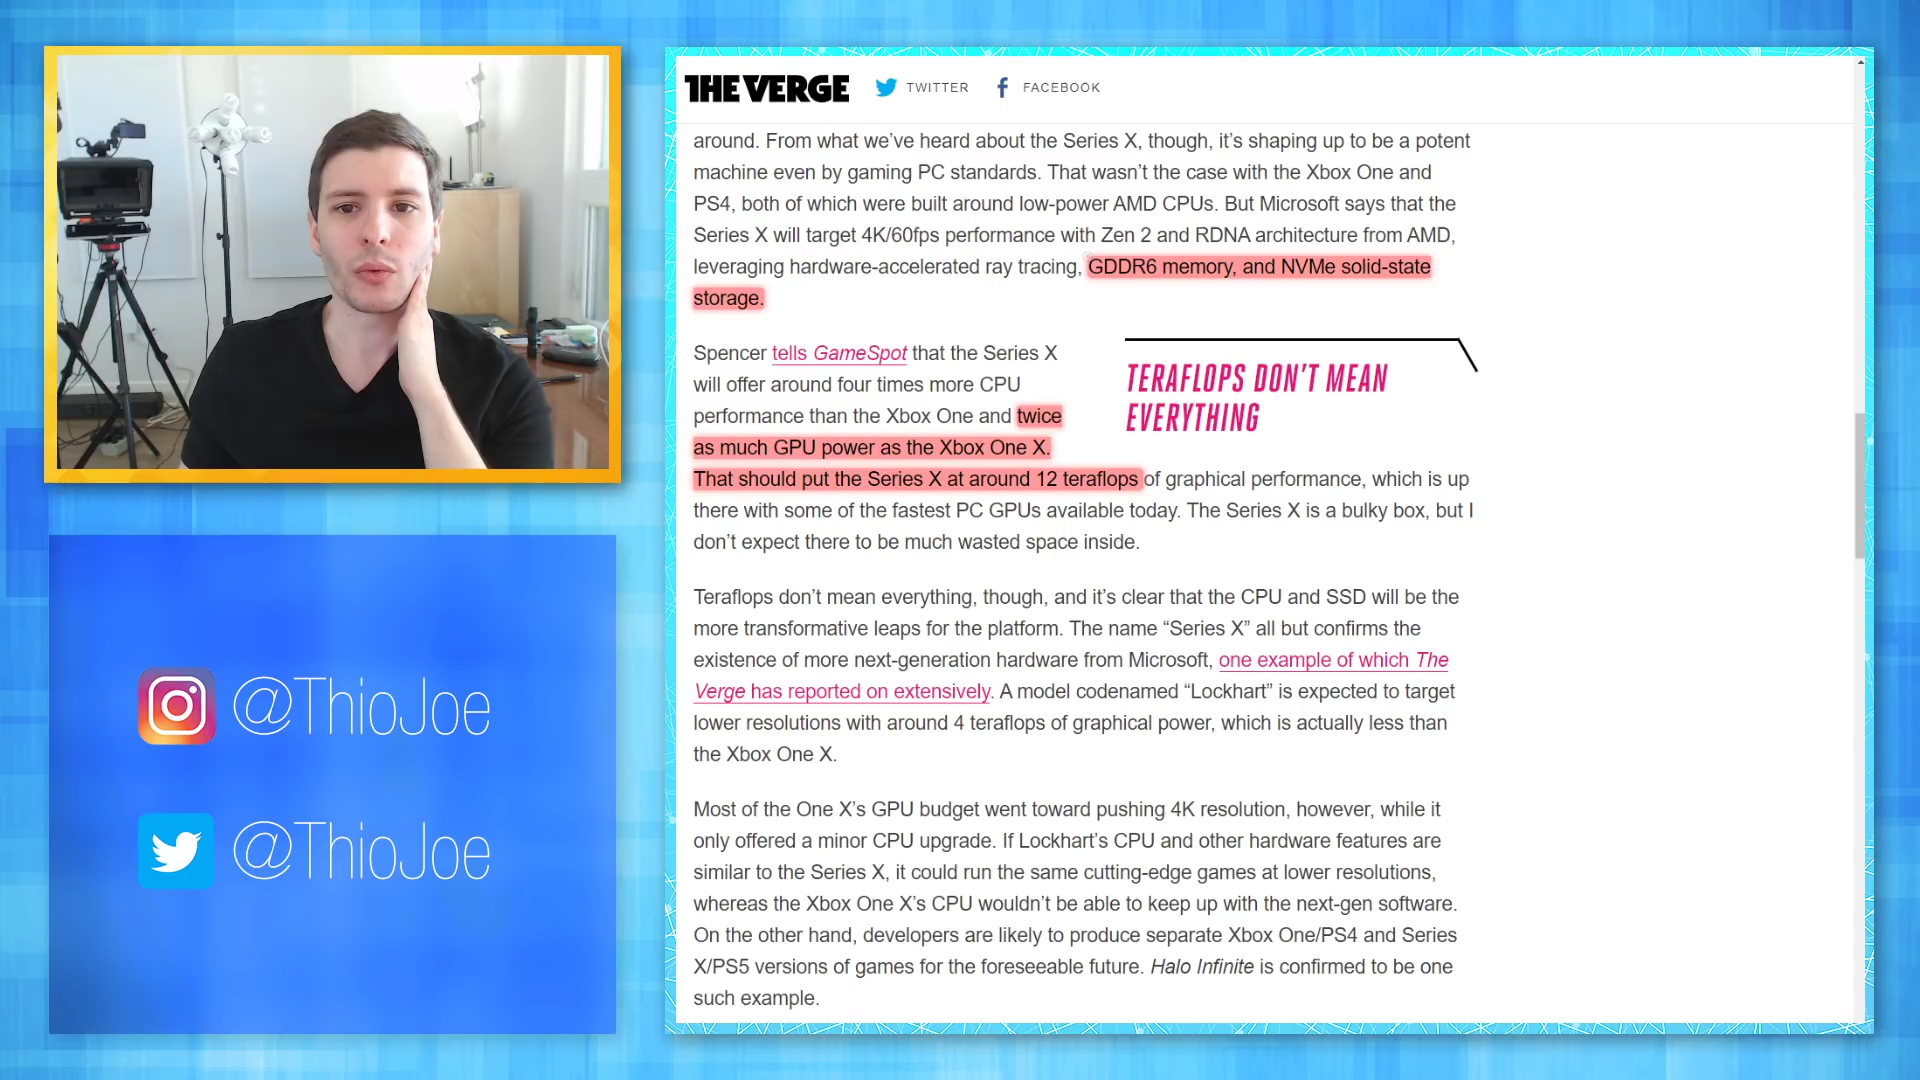 THE VERGE TWITTER FACEBOOK
around. From what we’ve heard about the Series X, though, it’s shaping up to be a potent
machine even by gaming PC standards. That wasn’t the case with the Xbox One and
PS4, both of which were built around low-power AMD CPUs. But Microsoft says that the
Series X will target 4K/60fps performance with Zen 2 and RDNA architecture from AMD,
leveraging hardware-accelerated ray tracing, GDDR6 memory, and NVMe solid-state
storage.
Spencer tells GameSpot that the Series X
will offer around four times more CPU
performance than the Xbox One and twice
as much GPU power as the Xbox One X.
TERAFLOPS DON'T MEAN
EVERYTHING
That should put the Series X at around 12 teraflops of graphical performance, which is up
there with some of the fastest PC GPUs available today. The Series X is a bulky box, but I
don’t expect there to be much wasted space inside.
Teraflops don’t mean everything, though, and it’s clear that the CPU and SSD will be the
more transformative leaps for the platform. The name “Series X” all but confirms the
existence of more next-generation hardware from Microsoft, one example of which The
Verge has reported on extensively. A model codenamed “Lockhart” is expected to target
lower resolutions with around 4 teraflops of graphical power, which is actually less than
the Xbox One X.
Most of the One X’s GPU budget went toward pushing 4K resolution, however, while it
only offered a minor CPU upgrade. If Lockhart’s CPU and other hardware features are
similar to the Series X, it could run the same cutting-edge games at lower resolutions,
whereas the Xbox One X’s CPU wouldn’t be able to keep up with the next-gen software.
On the other hand, developers are likely to produce separate Xbox One/PS4 and Series
X/PS5 versions of games for the foreseeable future. Halo Infinite is confirmed to be one
such example.
@ThioJoe
@ThioJoe